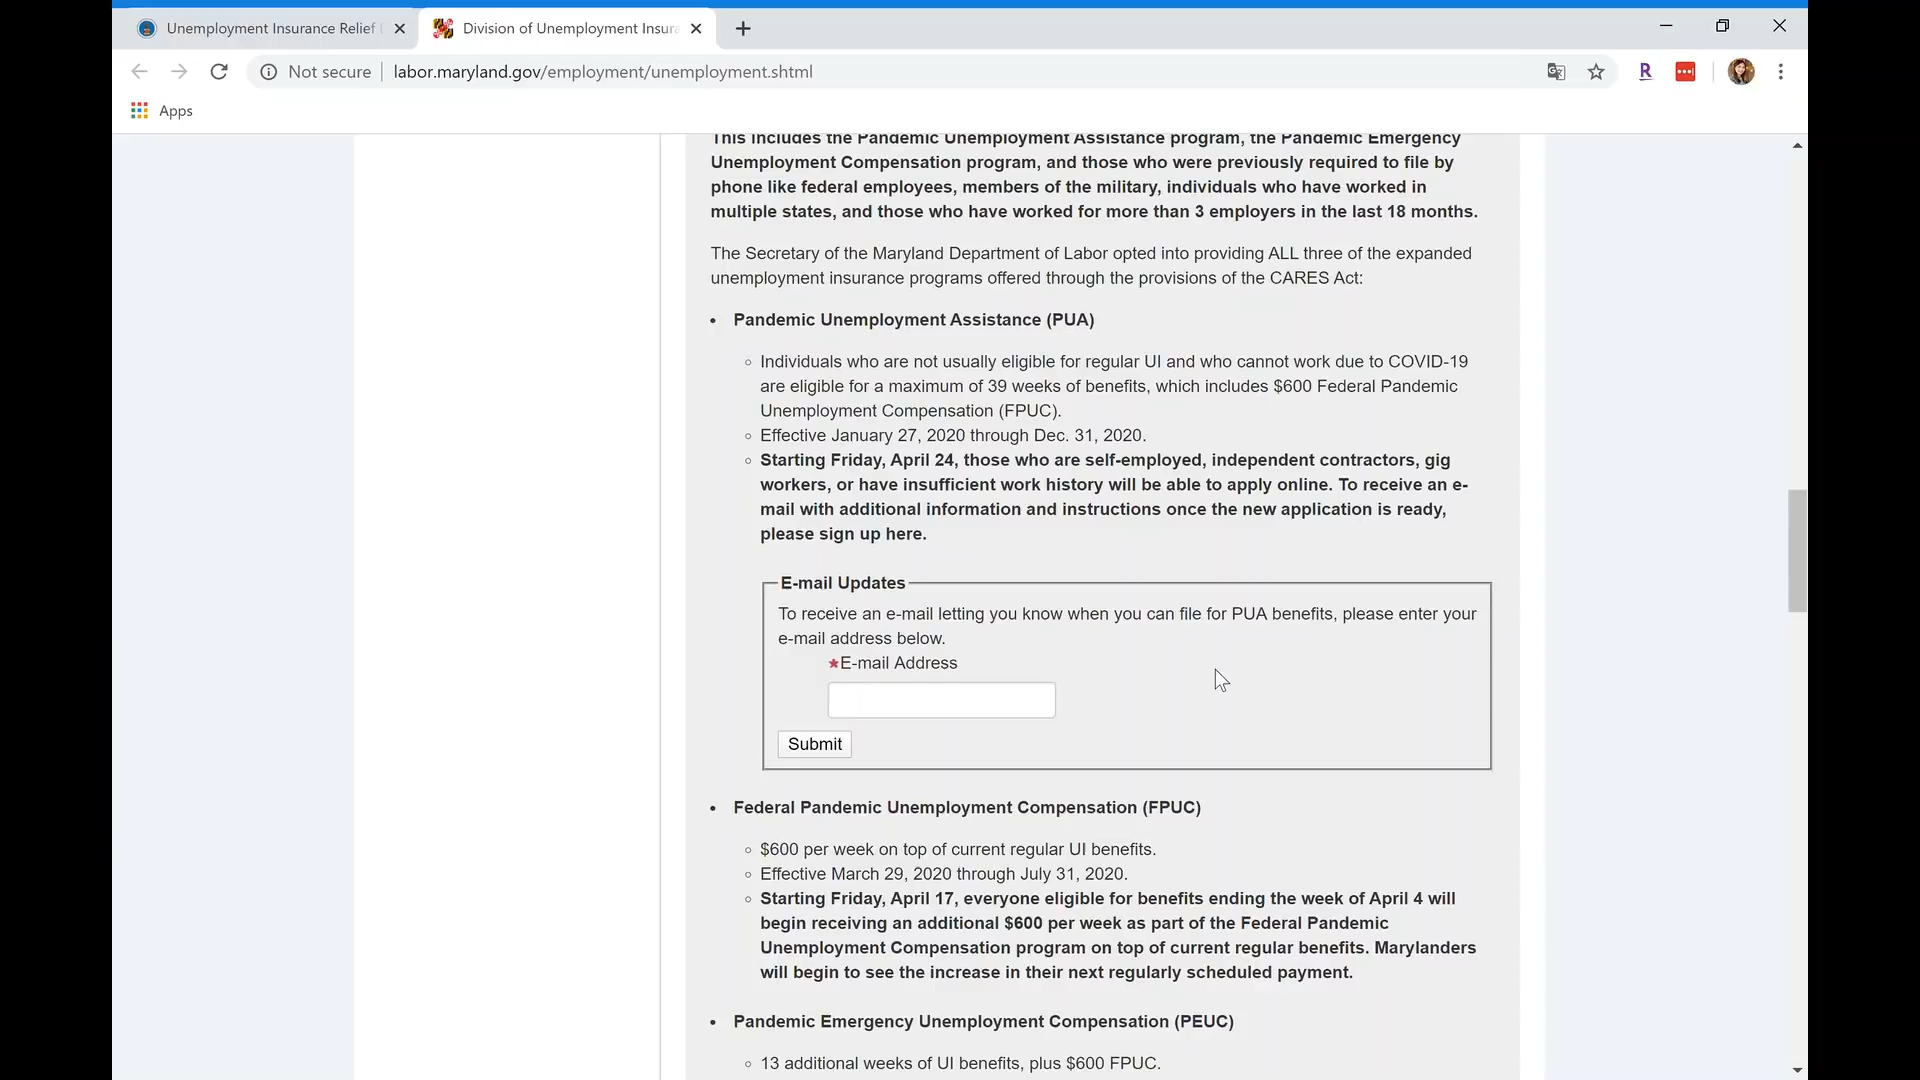 Unemployment Insurance Relief
Division of Unemployment Insura
Not secure
labor.maryland.gov/employment/unemployment.shtml
R
Apps
This includes the Pandemic Unemployment Assistance program, the Pandemic Emergency
Unemployment Compensation program, and those who were previously required to file by
phone like federal employees, members of the military, individuals who have worked in
multiple states, and those who have worked for more than 3 employers in the last 18 months.
The Secretary of the Maryland Department of Labor opted into providing ALL three of the expanded
unemployment insurance programs offered through the provisions of the CARES Act:
• Pandemic Unemployment Assistance (PUA)
◦ Individuals who are not usually eligible for regular UI and who cannot work due to COVID-19
are eligible for a maximum of 39 weeks of benefits, which includes $600 Federal Pandemic
Unemployment Compensation (FPUC).
◦ Effective January 27, 2020 through Dec. 31, 2020.
◦ Starting Friday, April 24, those who are self-employed, independent contractors, gig
workers, or have insufficient work history will be able to apply online. To receive an e-
mail with additional information and instructions once the new application is ready,
please sign up here.
E-mail Updates
To receive an e-mail letting you know when you can file for PUA benefits, please enter your
e-mail address below.
*E-mail Address
Submit
• Federal Pandemic Unemployment Compensation (FPUC)
◦ $600 per week on top of current regular UI benefits.
◦ Effective March 29, 2020 through July 31, 2020.
◦ Starting Friday, April 17, everyone eligible for benefits ending the week of April 4 will
begin receiving an additional $600 per week as part of the Federal Pandemic
Unemployment Compensation program on top of current regular benefits. Marylanders
will begin to see the increase in their next regularly scheduled payment.
• Pandemic Emergency Unemployment Compensation (PEUC)
◦ 13 additional weeks of UI benefits, plus $600 FPUC.